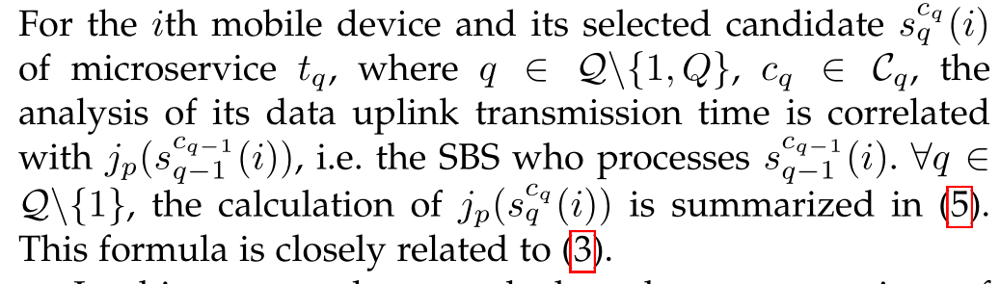 For the ith mobile device and its selected candidate $s_q^{c_q}(i)$
of microservice $t_q$, where $q \in \mathcal{Q}\backslash\{1, Q\}$, $c_q \in \mathcal{C}_q$, the
analysis of its data uplink transmission time is correlated
with $j_p(s_{q-1}^{c_{q-1}}(i))$, i.e. the SBS who processes $s_{q-1}^{c_{q-1}}(i)$. $\forall q \in$
$\mathcal{Q}\backslash\{1\}$, the calculation of $j_p(s_q^{c_q}(i))$ is summarized in (5).
This formula is closely related to (3).